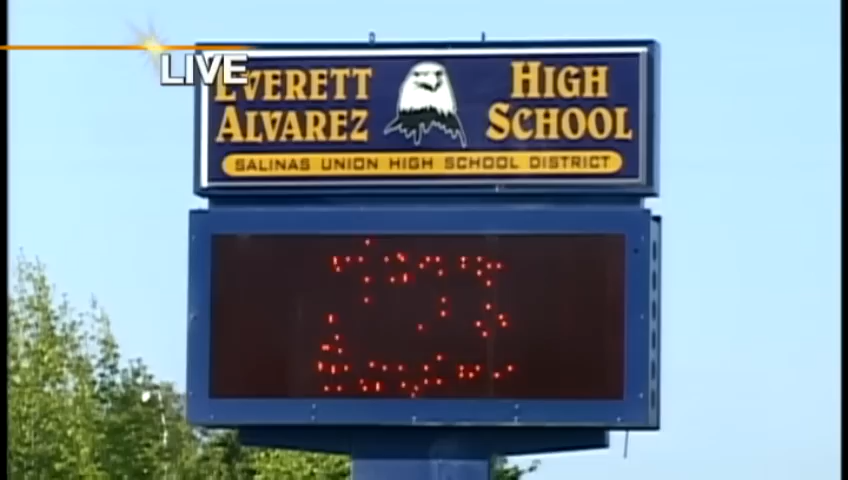 LIVE
EVERETT HIGH
ALVAREZ SCHOOL
SALINAS UNION HIGH SCHOOL DISTRICT